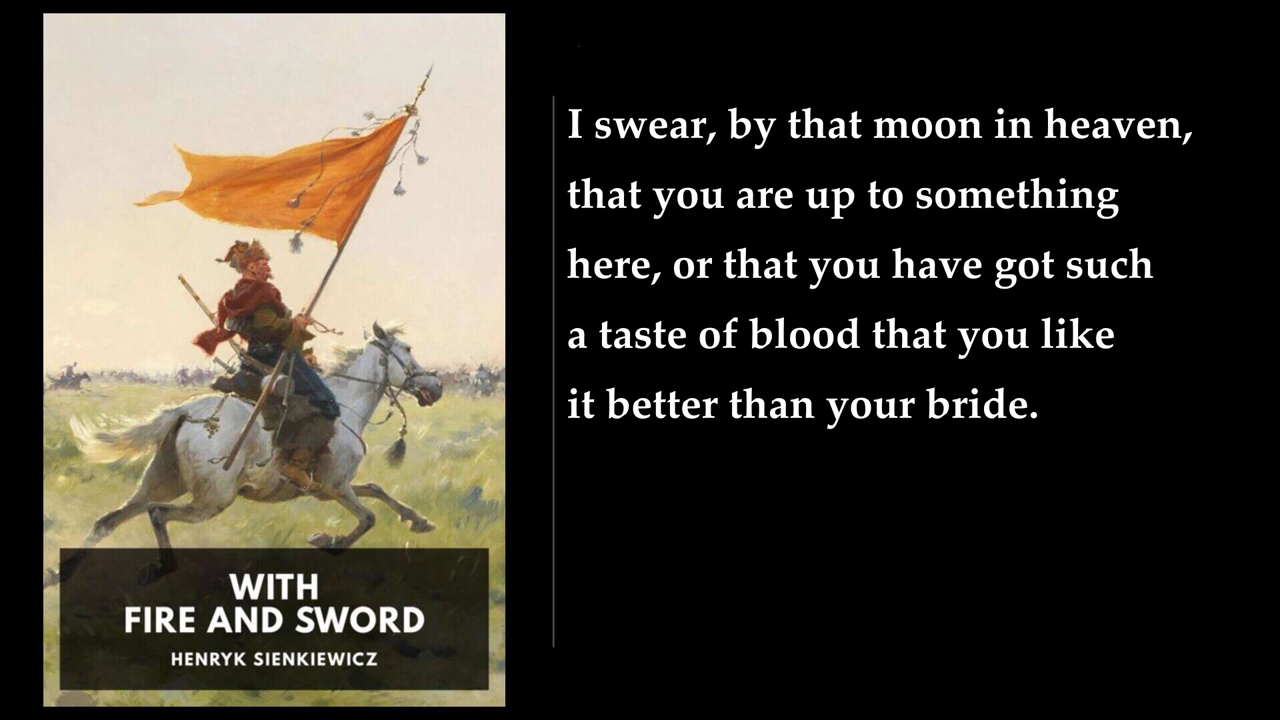 I swear, by that moon in heaven,
that you are up to something
here, or that you have got such
a taste of blood that you like
it better than your bride.
WITH
FIRE AND SWORD
HENRYK SIENKIEWICZ